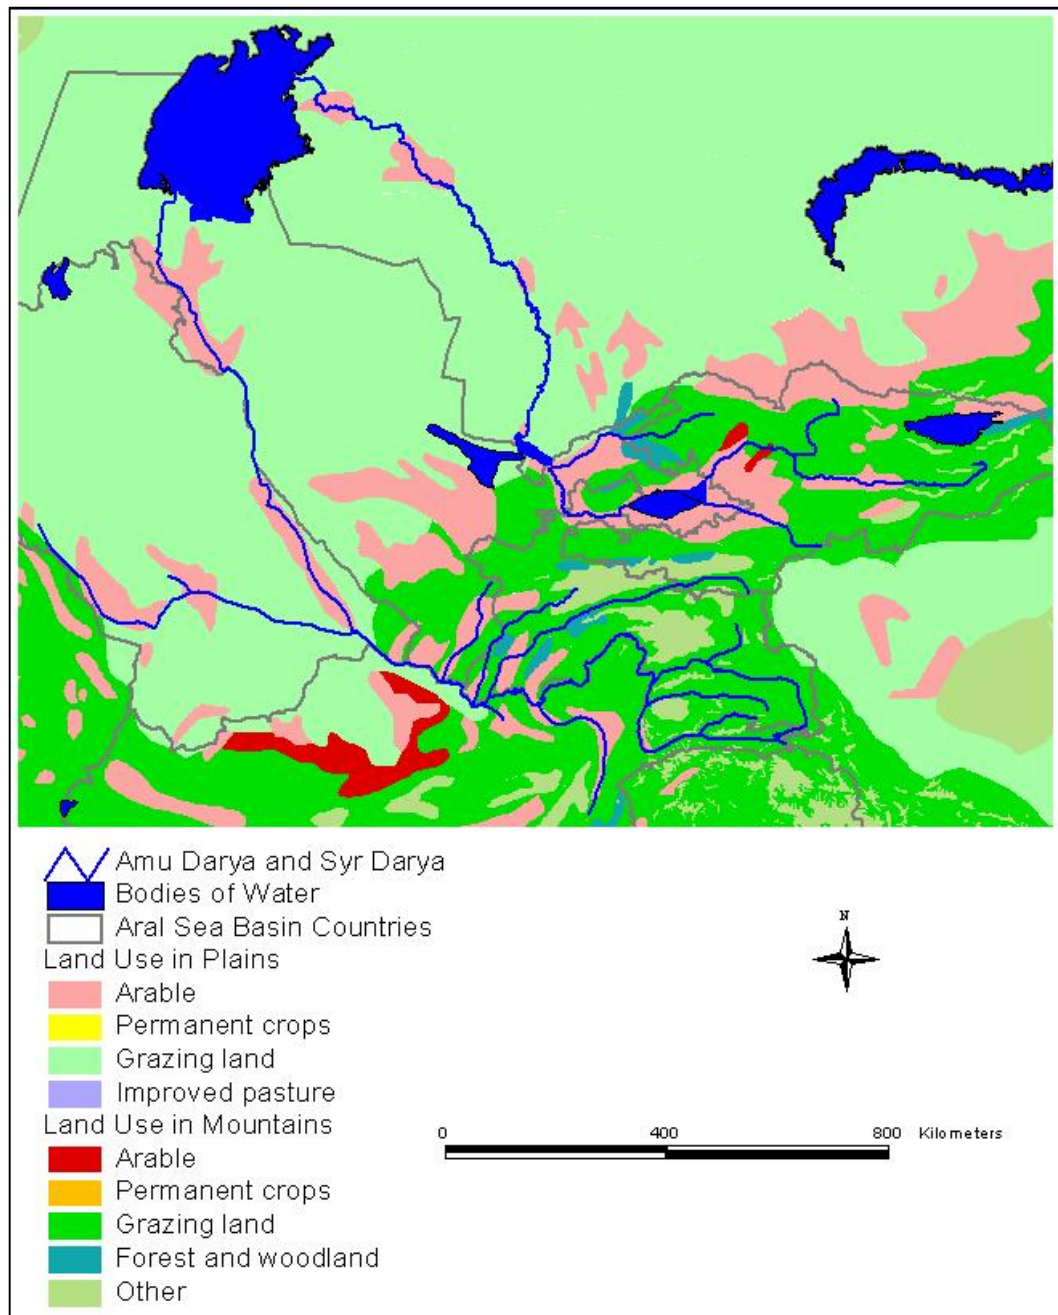 Amu Darya and Syr Darya
Bodies of Water
Aral Sea Basin Countries
Land Use in Plains
Arable
Permanent crops
Grazing land
Improved pasture
Land Use in Mountains
Arable
Permanent crops
Grazing land
Forest and woodland
Other
N
0 400 800 Kilometers